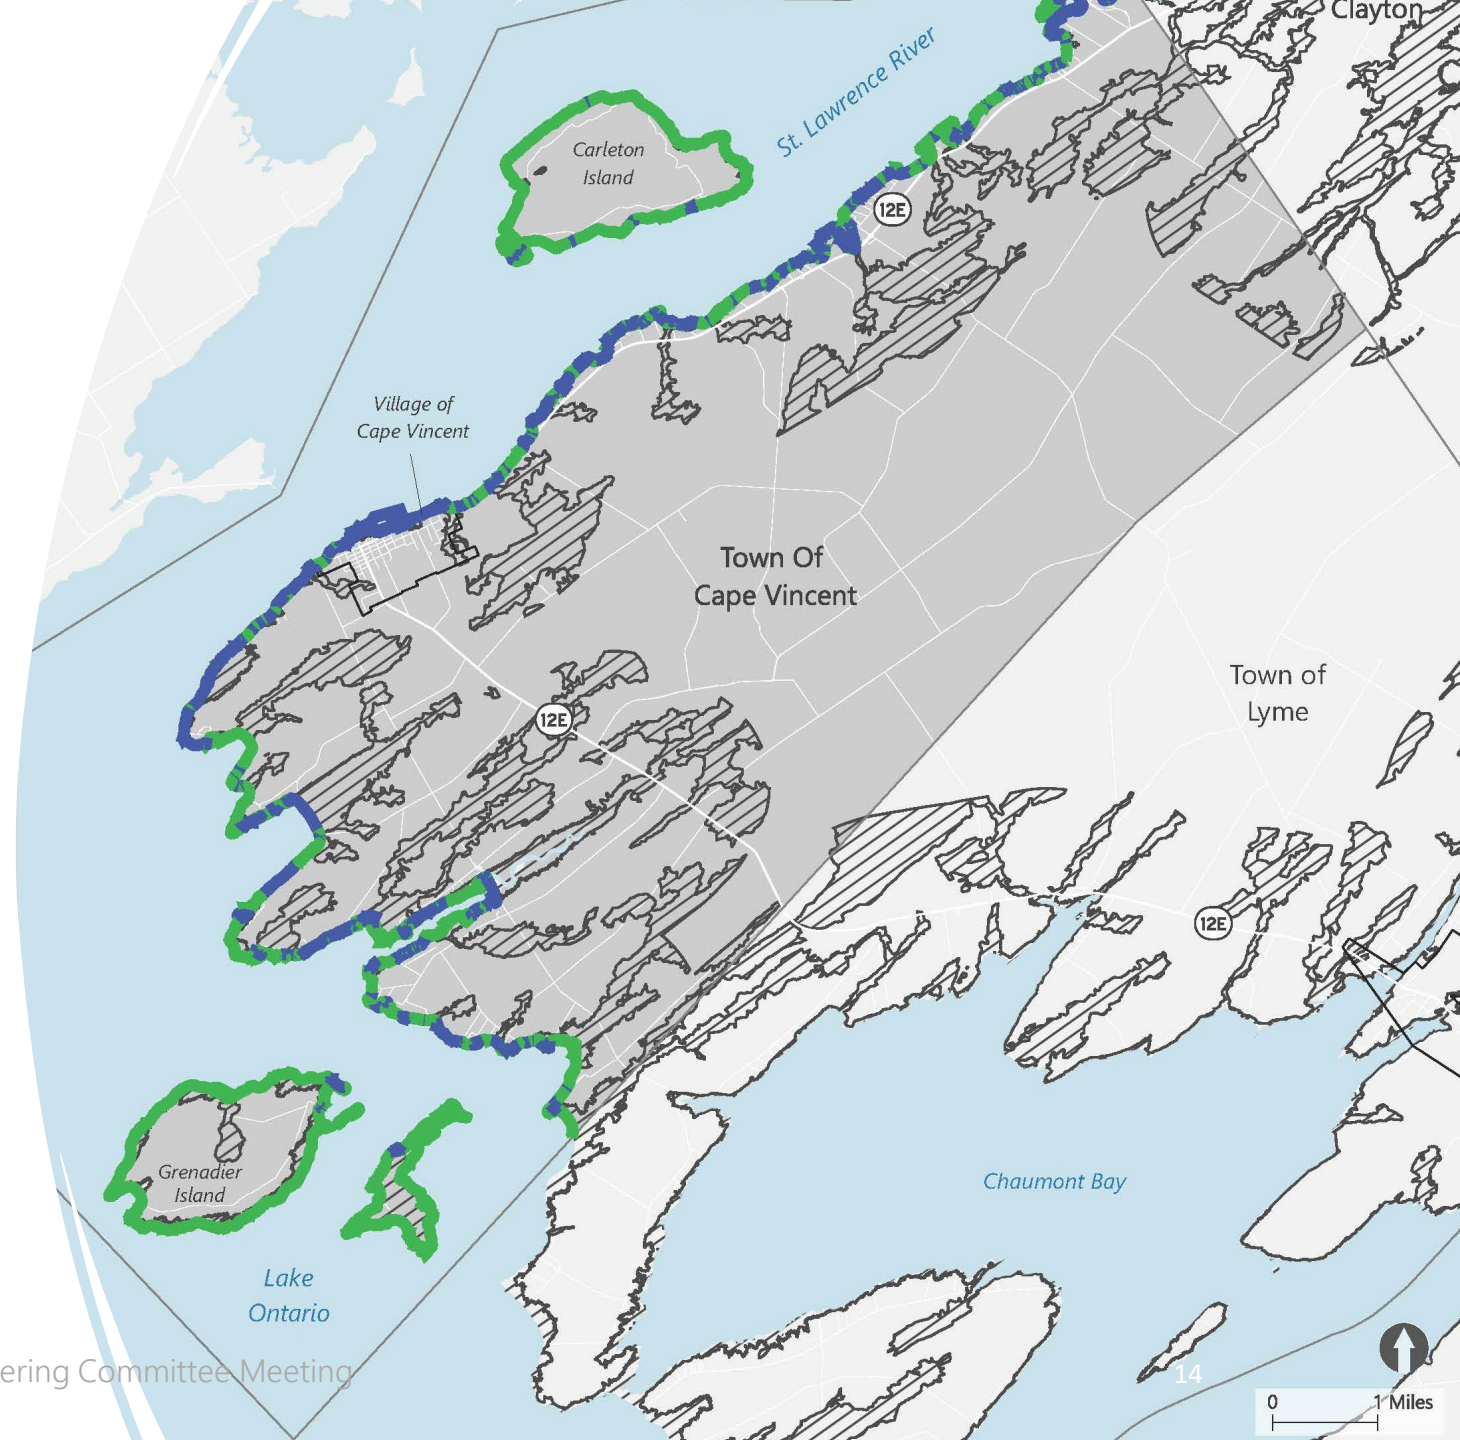 Clayton
St. Lawrence River
Carleton
Island
12E
Village of
Cape Vincent
Town Of
Cape Vincent
Town of
Lyme
12E
12E
Grenadier
Island
Chaumont Bay
Lake
Ontario
ering Committee Meeting
14
0 1 Miles